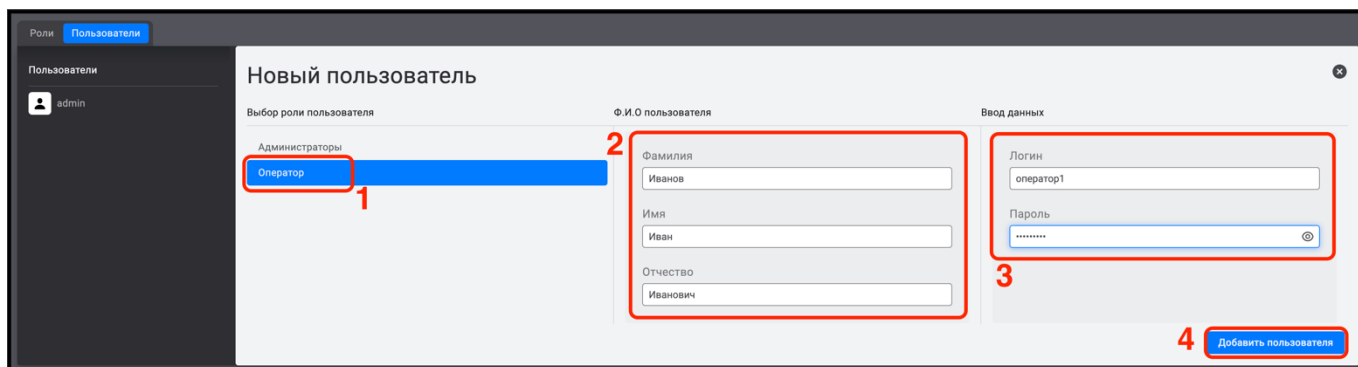 Роли Пользователи
Пользователи
admin
Новый пользователь
Выбор роли пользователя
Администраторы
Оператор
1
Ф.И.О пользователя
2
Фамилия
Иванов
Имя
Иван
Отчество
Иванович
Ввод данных
Логин
оператор1
Пароль
•••••••••
3
4
Добавить пользователя